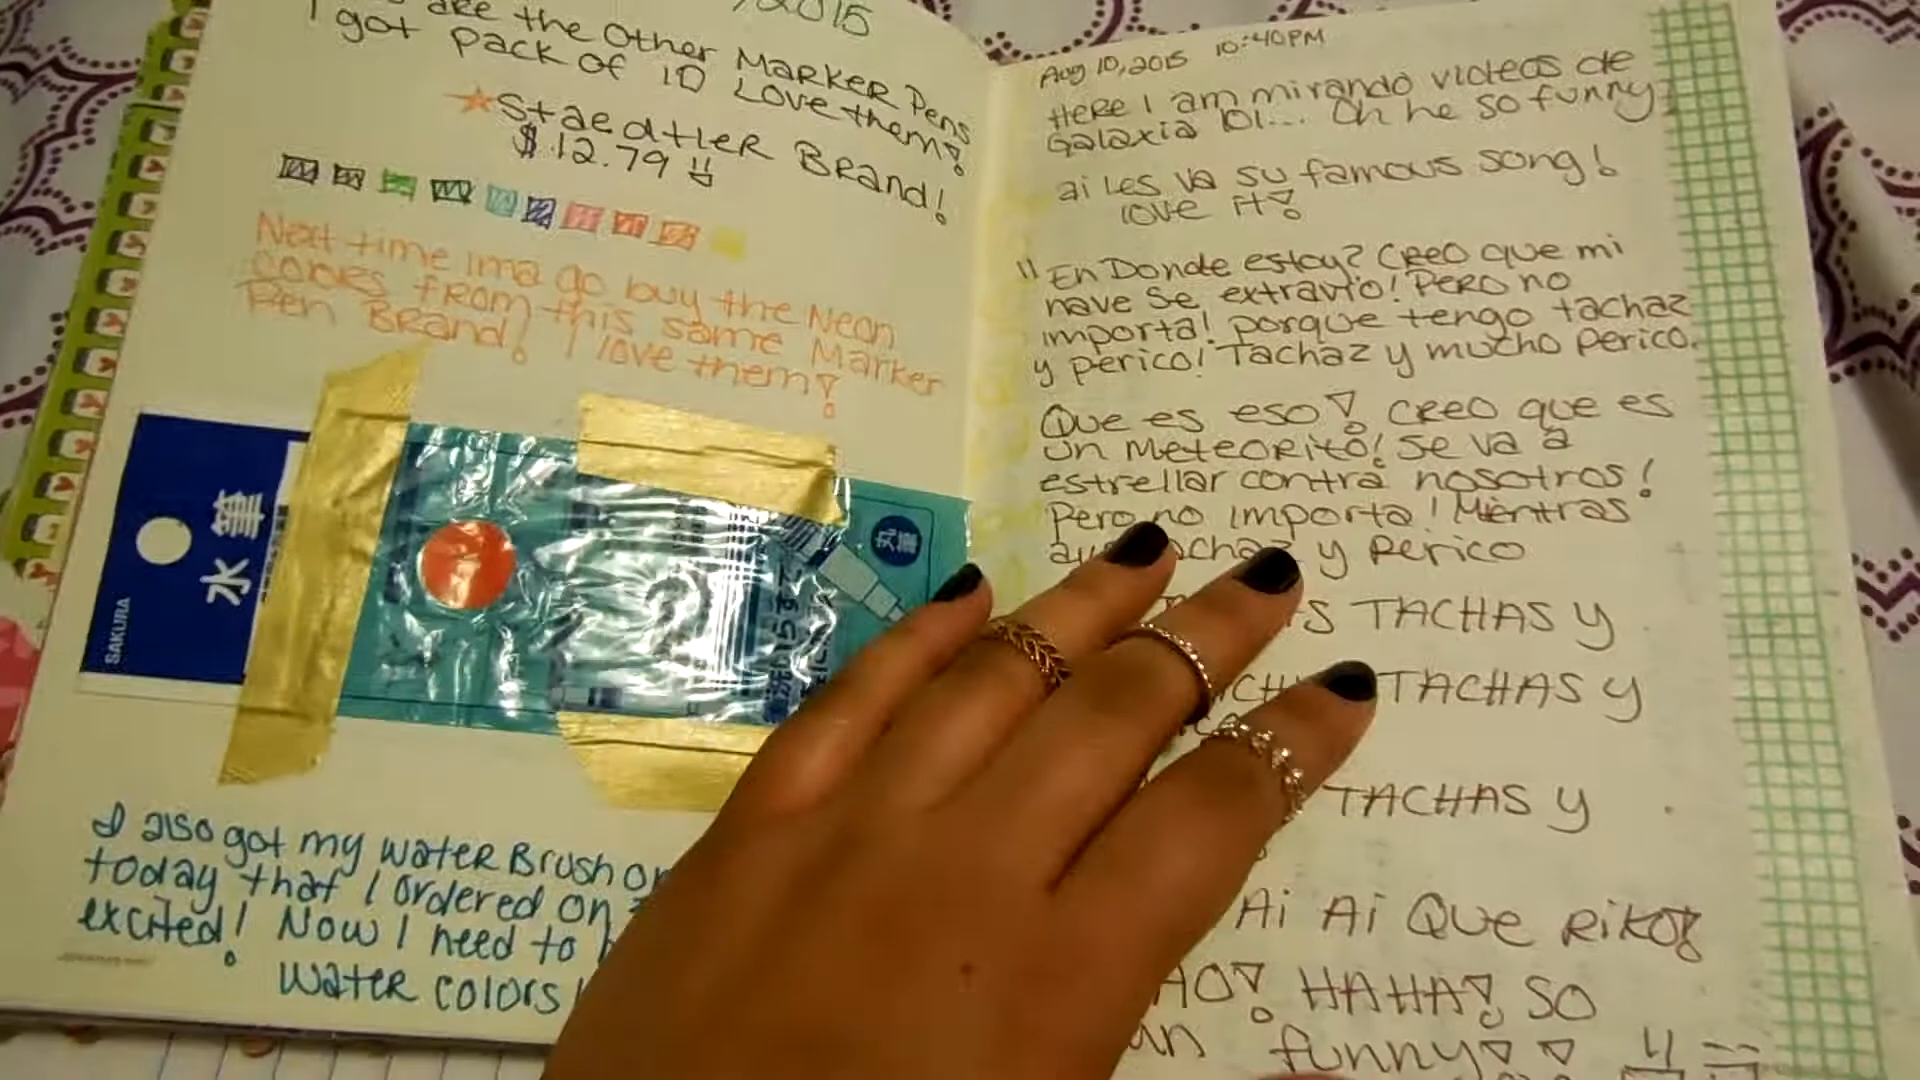 /2015
are the Other Marker Pens
I got pack of 10 Love them!
Staedtler Brand!
$12.79
Next time ima go buy the Neon
colors from this same Marker
Pen Brand! I love them!
水筆
SAKURA
丸筆
I also got my water Brush
today that I ordered on
excited! Now I need to
water colors!
Aug 10, 2015 10:40PM
Here I am mirando videos de
Galaxia lol... Oh he so funny
ai les va su famous song!
love it!
"En Donde estoy? Creo que mi
nave se extravio! Pero no
importa! porque tengo tachaz
y perico! Tachaz y mucho perico.
Que es eso! Creo que es
un Meteorito! Se va a
estrellar contra nosotros!
Pero no importa! Mientras
y perico
TACHAS y
TACHAS y
TACHAS y
Ai Ai Que Riko!
HAHA! SO
funny!!